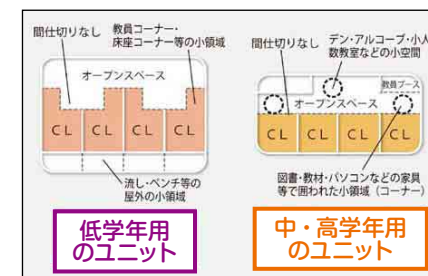 間仕切りなし
教員コーナー・
床座コーナー等の小領域
オープンスペース
CL CL CL CL
流し・ベンチ等の
屋外の小領域
低学年用
のユニット
間仕切りなし
デン・アルコーブ・小人
数教室などの小空間
教員ブース
オープンスペース
CL CL CL CL
図書・教材・パソコンなどの家具
等で囲われた小領域（コーナー）
中・高学年用
のユニット